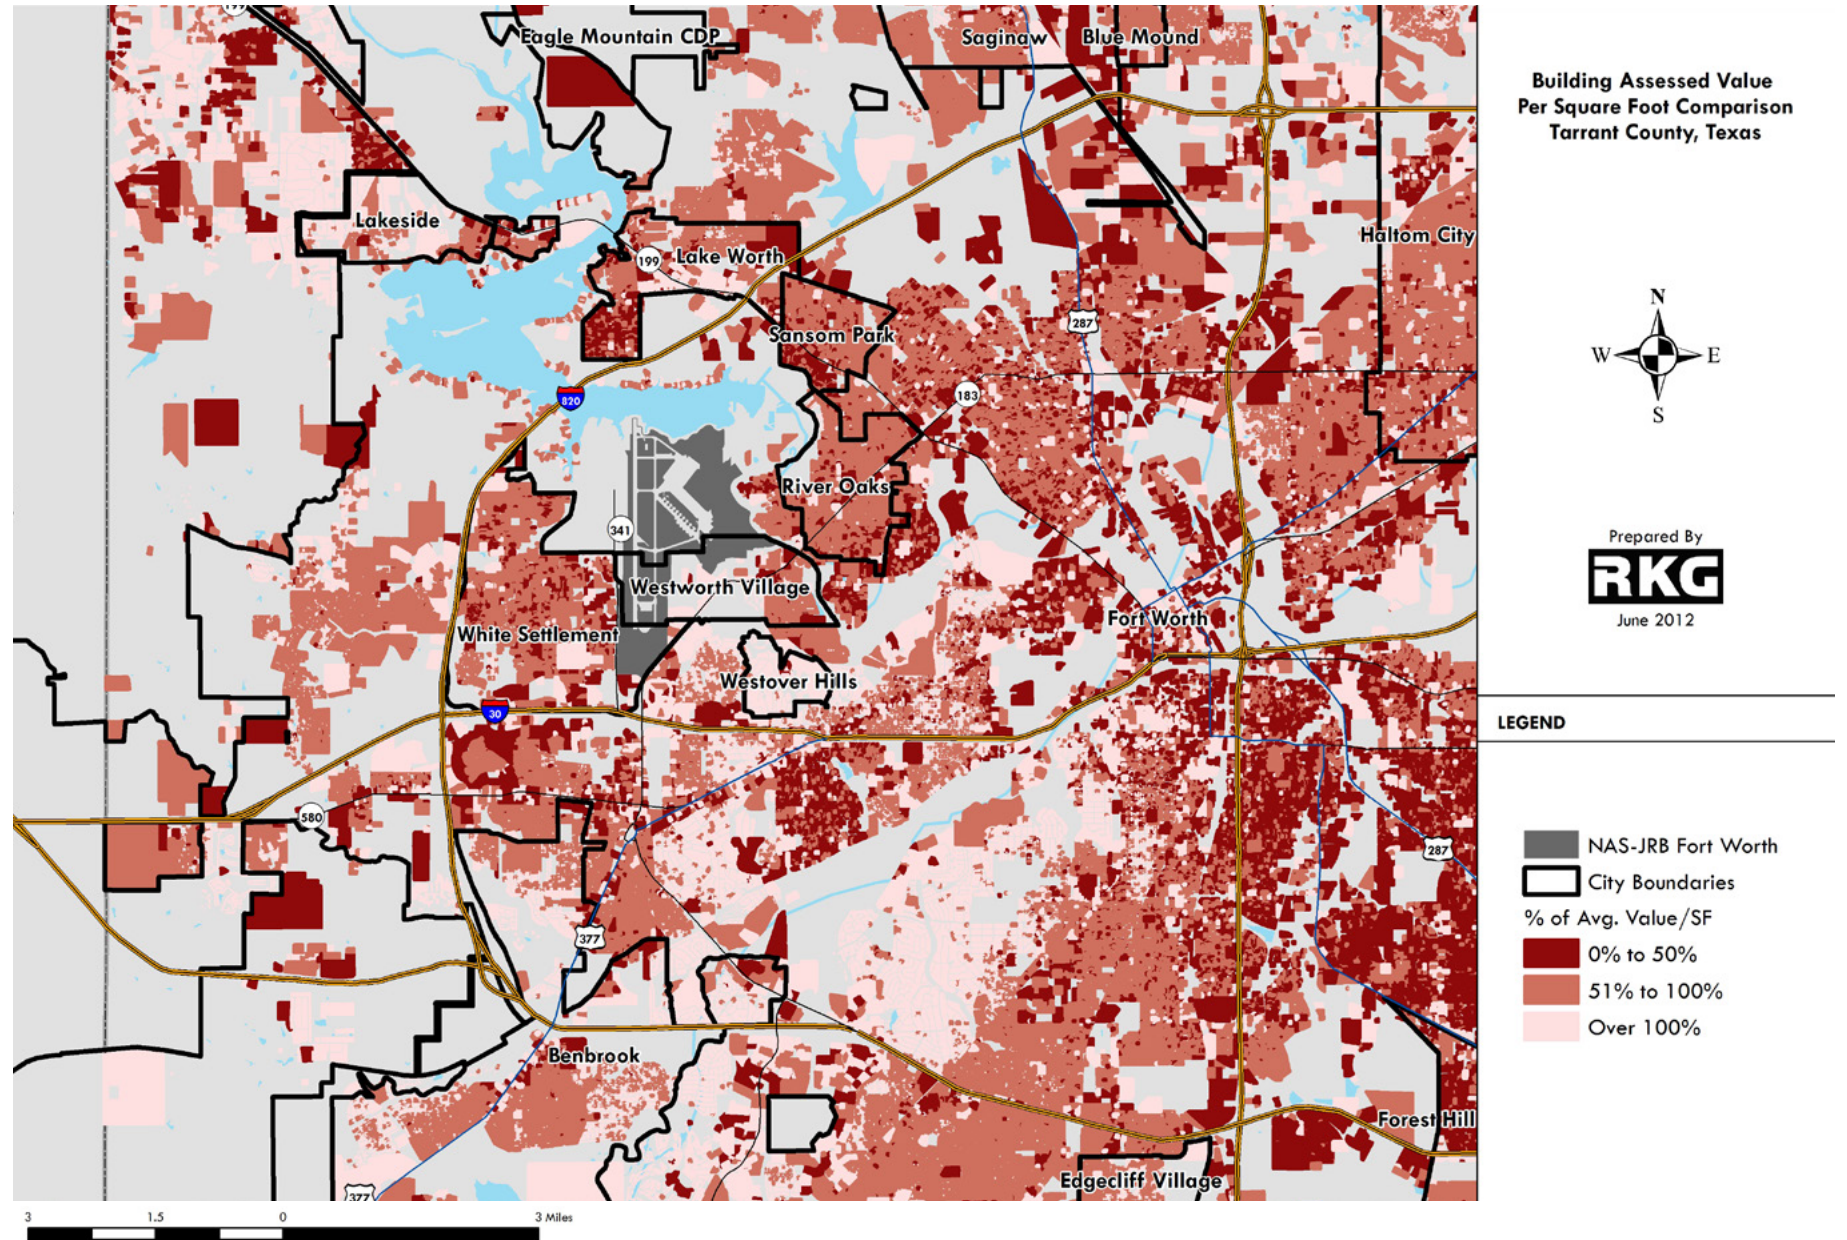 199
Eagle Mountain CDP
Saginaw
Blue Mound
Lakeside
199
Lake Worth
Haltom City
287
Sansom Park
820
183
River Oaks
341
Westworth Village
Fort Worth
White Settlement
Westover Hills
30
580
287
377
Benbrook
Forest Hill
Edgecliff Village
377
3
1.5
0
3 Miles
Building Assessed Value
Per Square Foot Comparison
Tarrant County, Texas
N
W
E
S
Prepared By
RKG
June 2012
LEGEND
NAS-JRB Fort Worth
City Boundaries
% of Avg. Value/SF
0% to 50%
51% to 100%
Over 100%